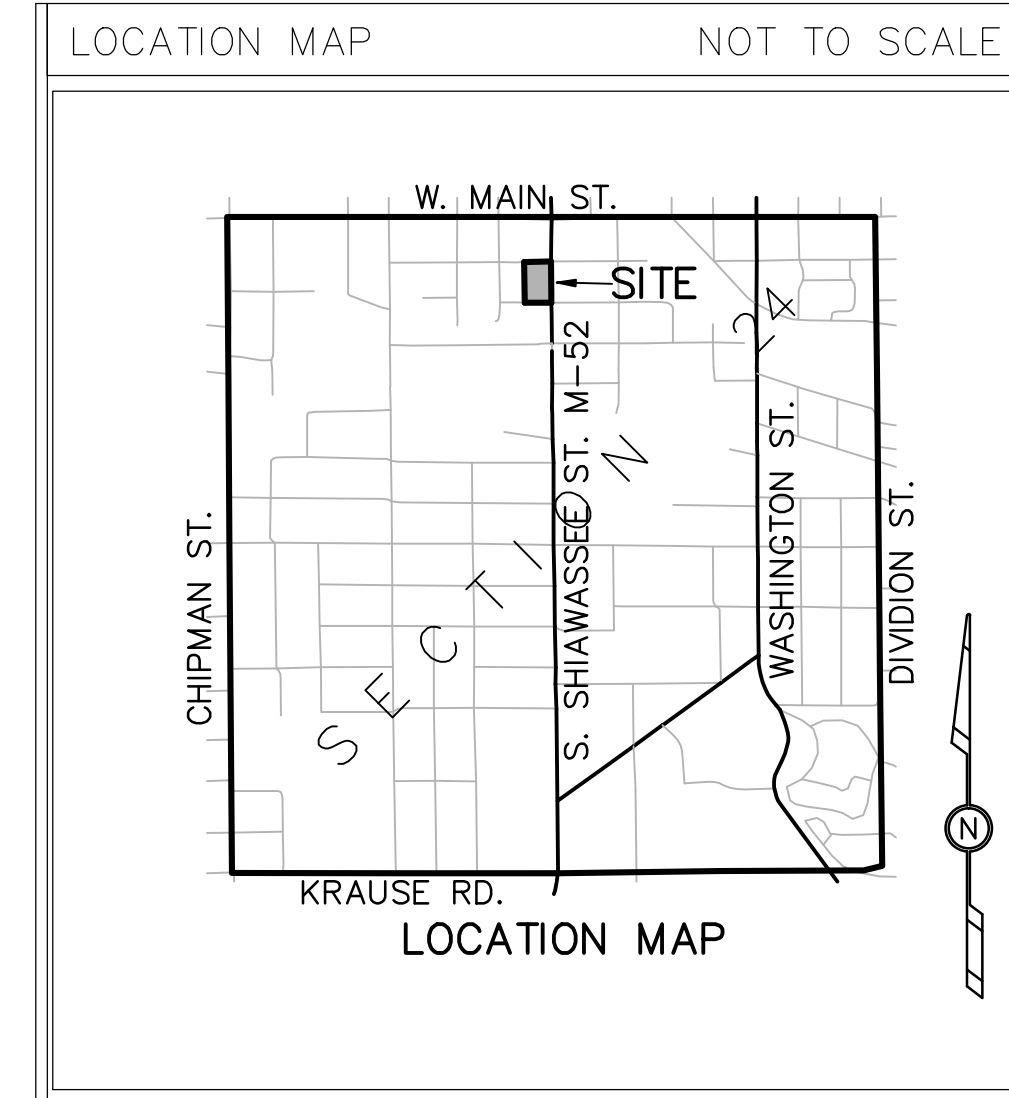 LOCATION MAP NOT TO SCALE
W. MAIN ST.
SITE
S. SHIAWASSEE ST. M-52
WASHINGTON ST.
CHIPMAN ST.
DIVIDION ST.
SECTION 24
N
KRAUSE RD.
LOCATION MAP